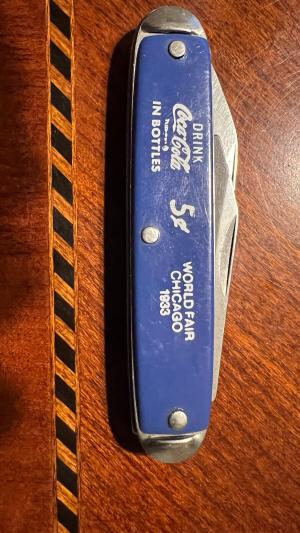 DRINK
Coca-Cola
IN BOTTLES
5¢
WORLD FAIR
CHICAGO
1933